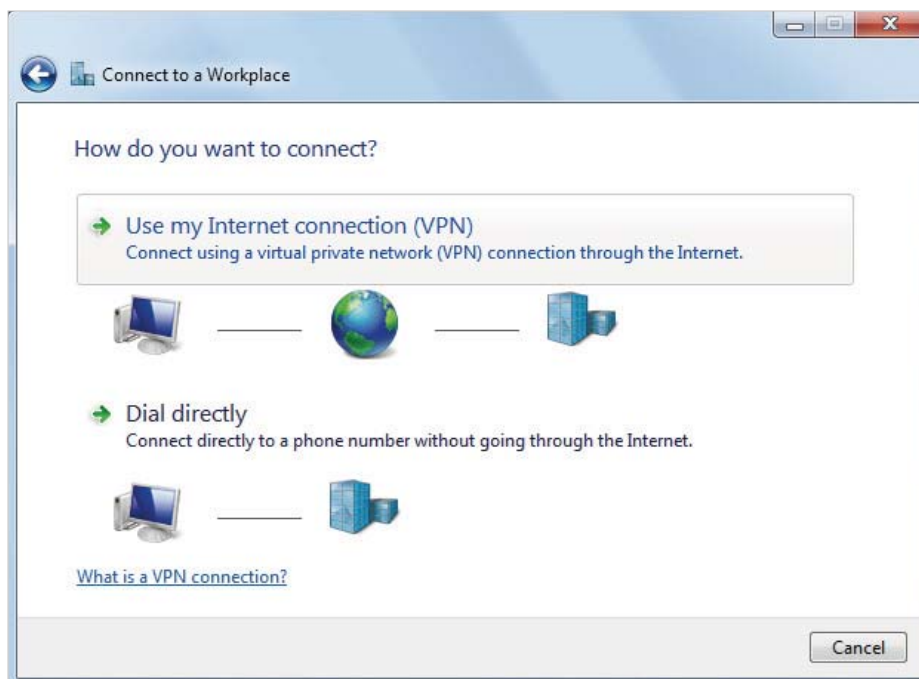 Connect to a Workplace
How do you want to connect?
Use my Internet connection (VPN)
Connect using a virtual private network (VPN) connection through the Internet.
Dial directly
Connect directly to a phone number without going through the Internet.
What is a VPN connection?
Cancel